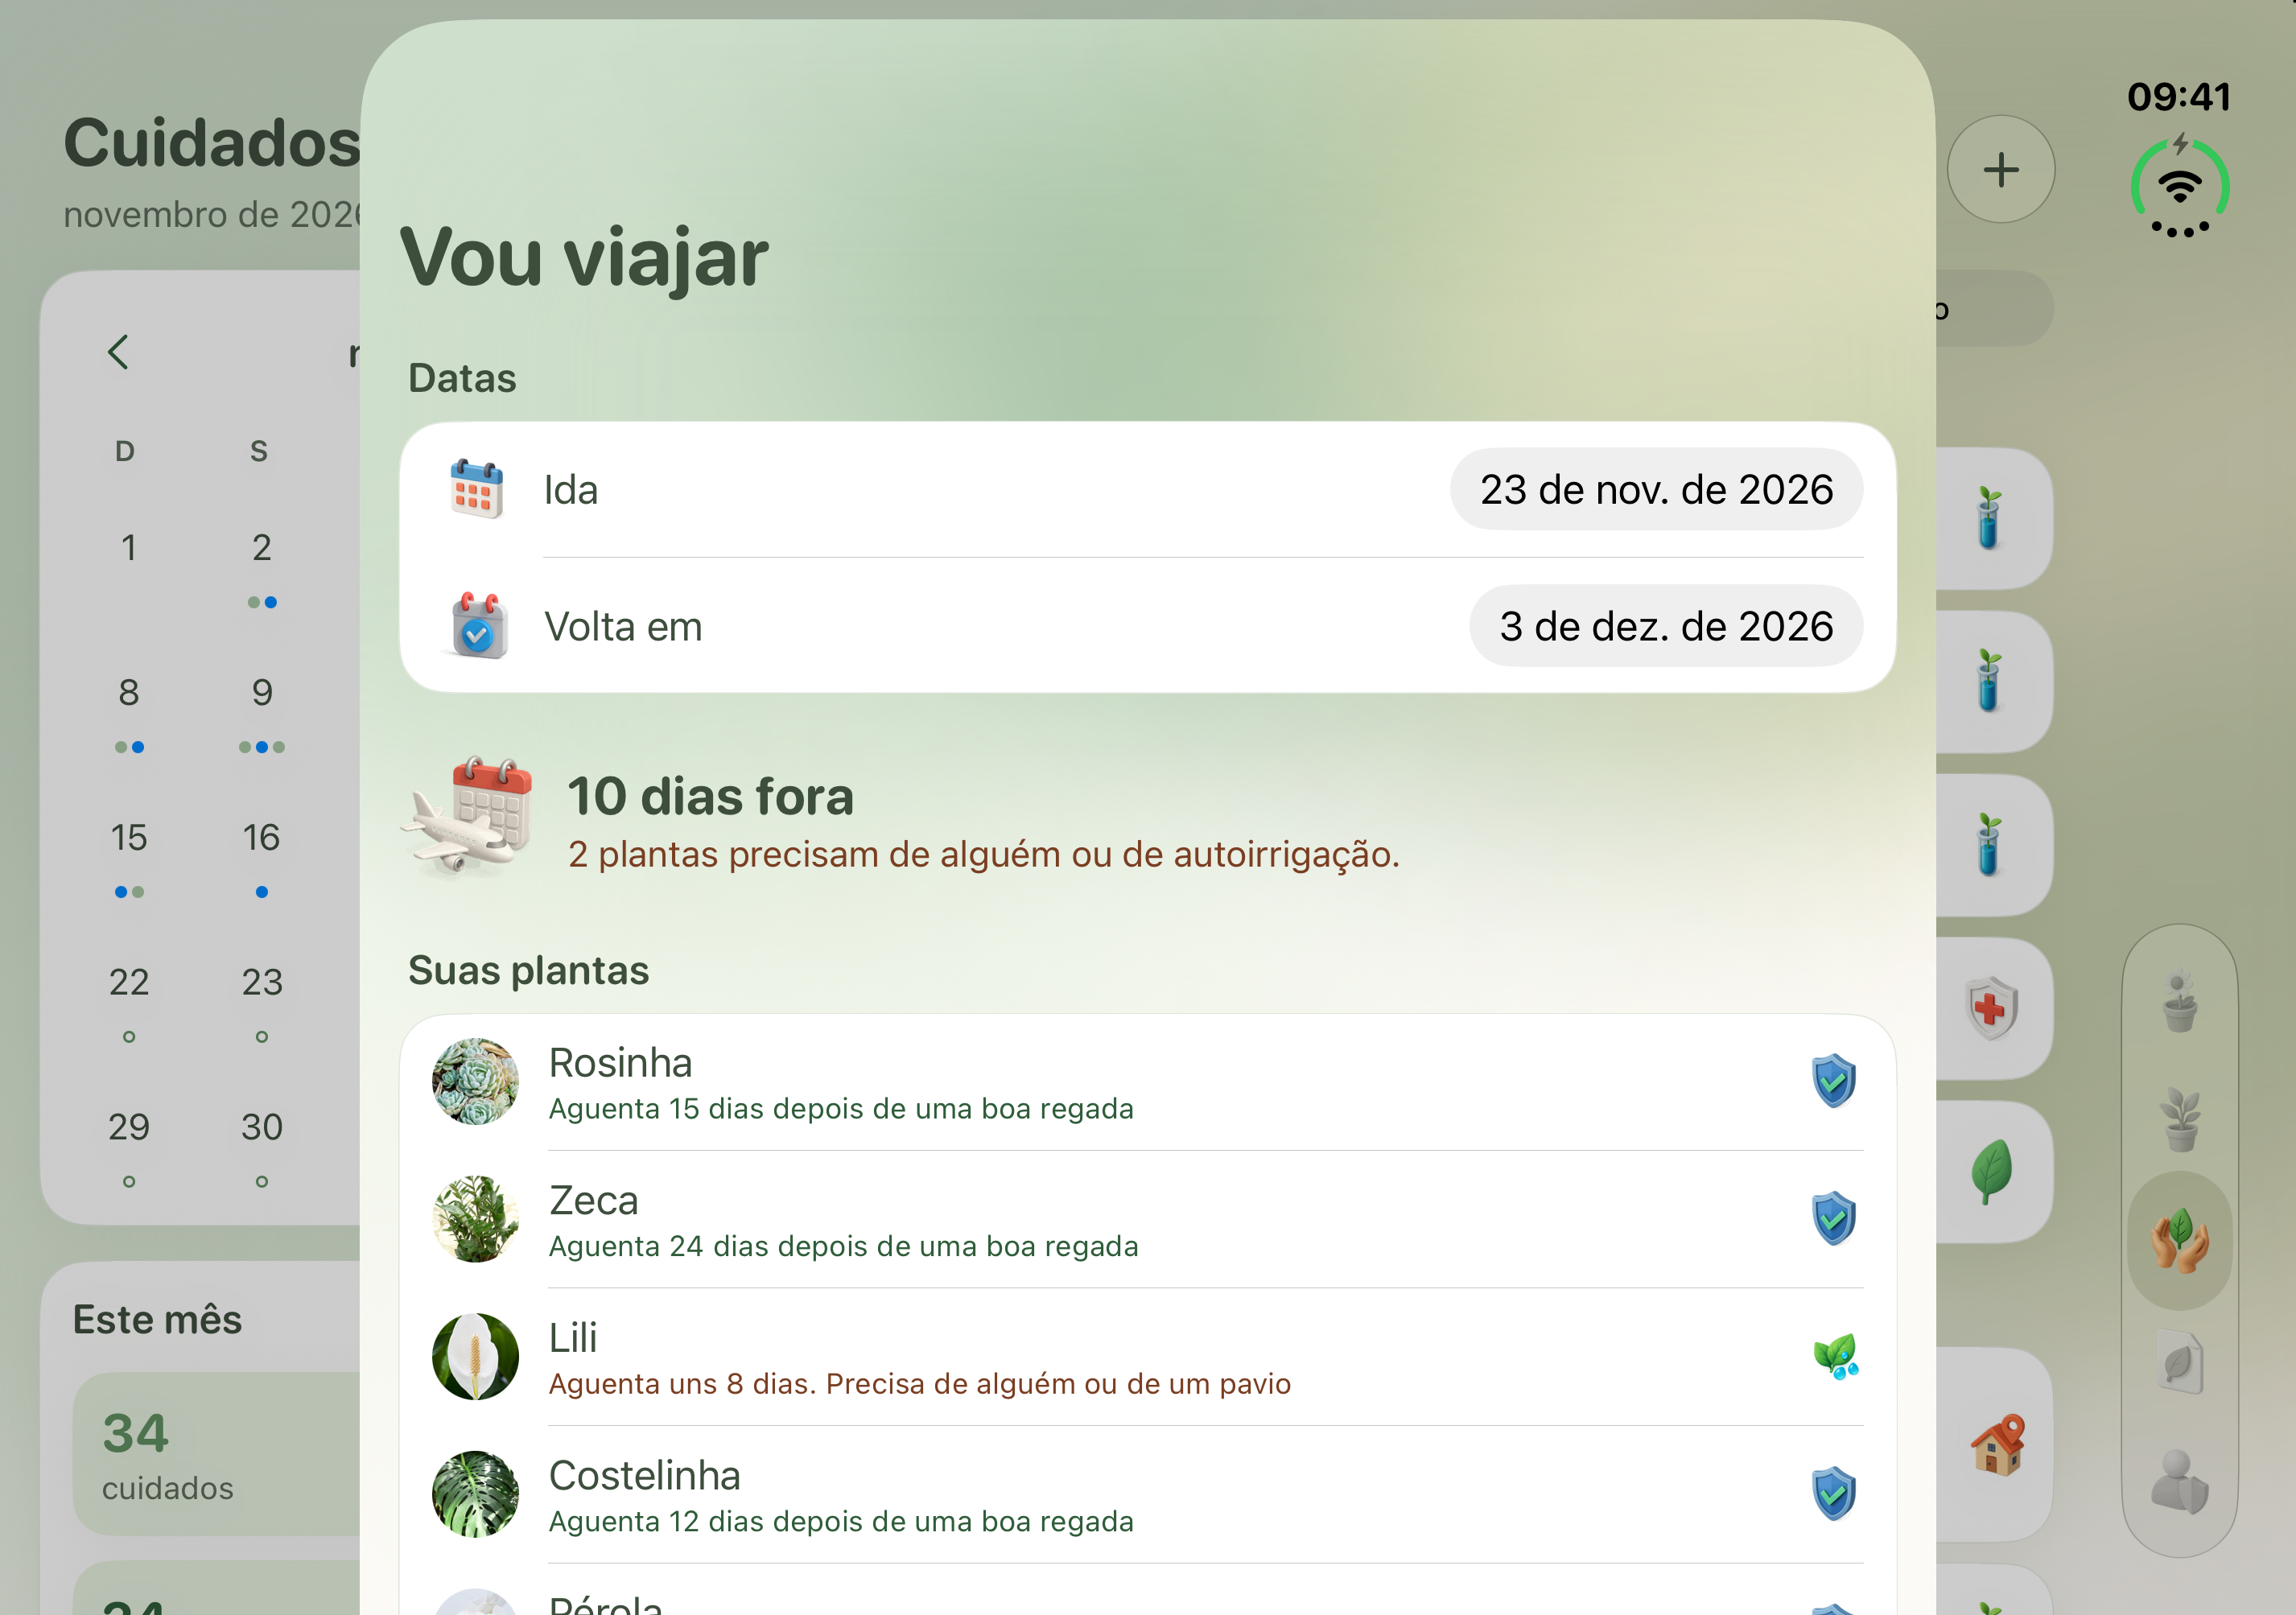 09:41
Cuidados
novembro de 2026
D S
1 2
8 9
15 16
22 23
29 30
Este mês
34
cuidados
Vou viajar
Datas
Ida
23 de nov. de 2026
Volta em
3 de dez. de 2026
10 dias fora
2 plantas precisam de alguém ou de autoirrigação.
Suas plantas
Rosinha
Aguenta 15 dias depois de uma boa regada
Zeca
Aguenta 24 dias depois de uma boa regada
Lili
Aguenta uns 8 dias. Precisa de alguém ou de um pavio
Costelinha
Aguenta 12 dias depois de uma boa regada
Pérola